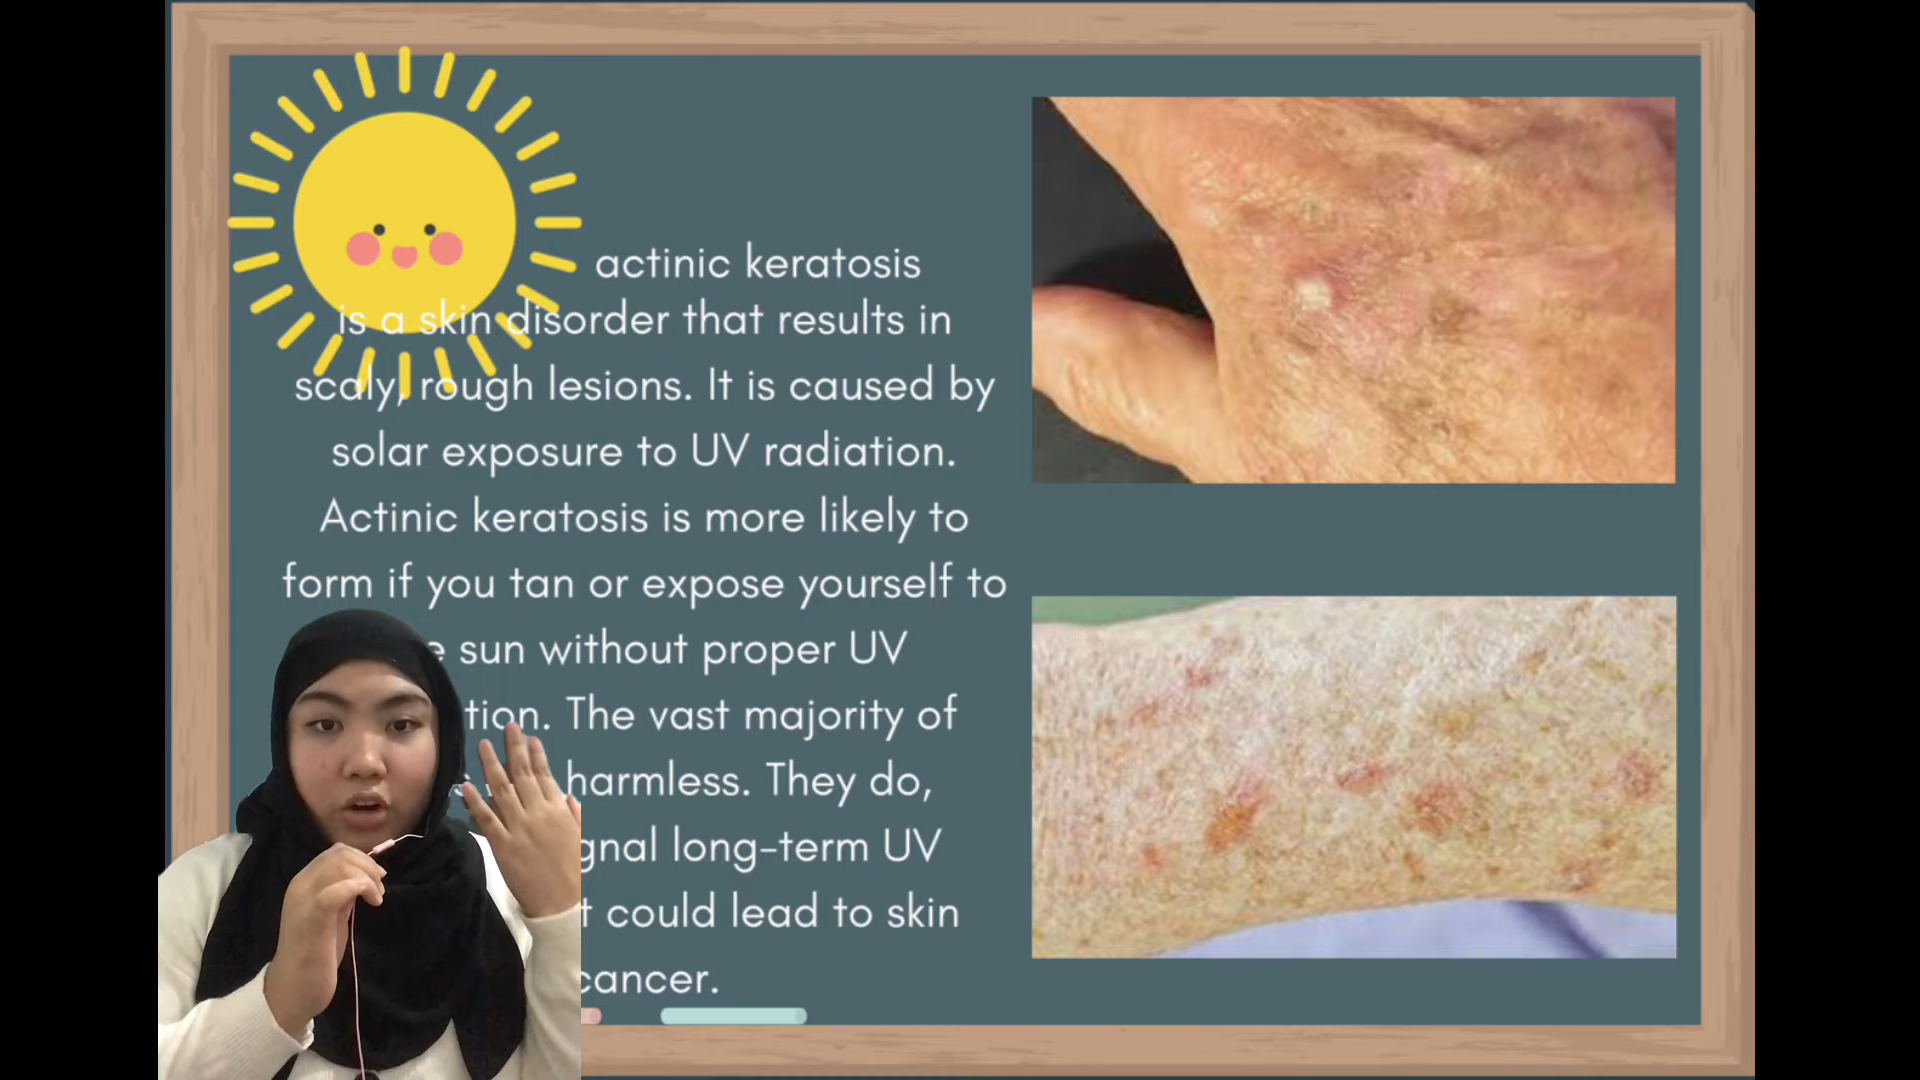 actinic keratosis
is a skin disorder that results in
scaly, rough lesions. It is caused by
solar exposure to UV radiation.
Actinic keratosis is more likely to
form if you tan or expose yourself to
sun without proper UV
The vast majority of
harmless. They do,
long-term UV
could lead to skin
cancer.